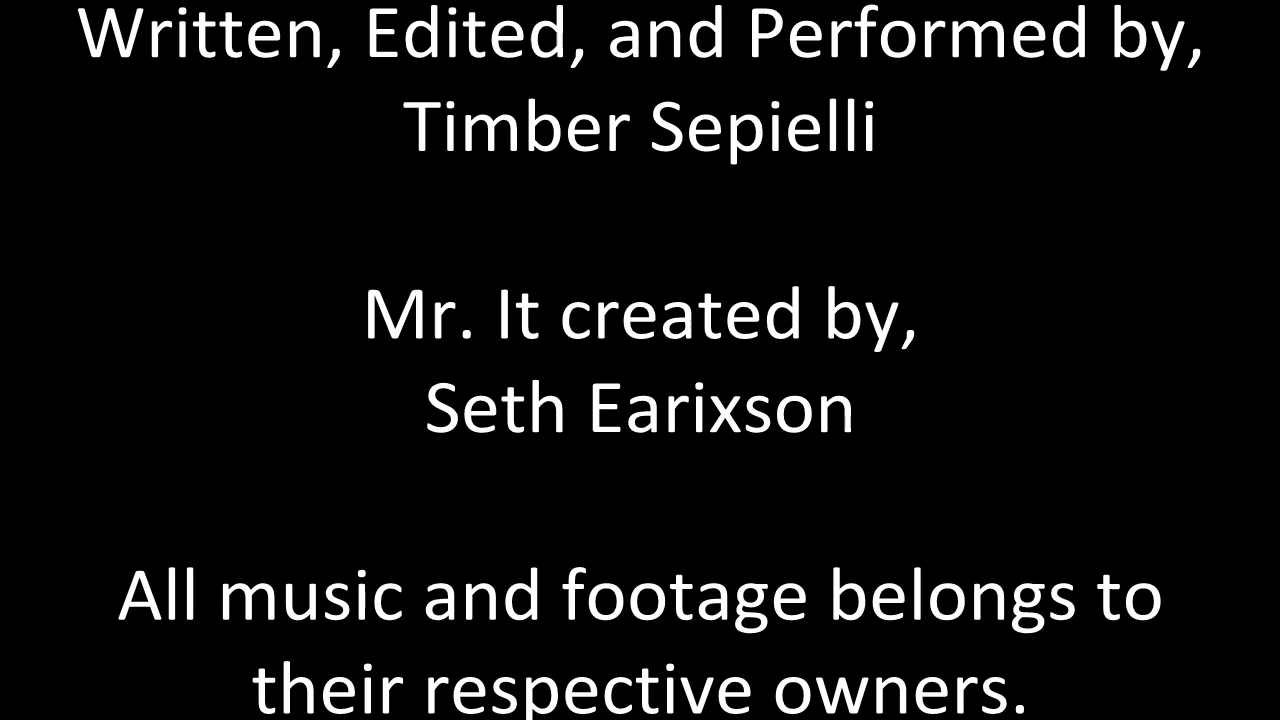 Written, Edited, and Performed by,
Timber Sepielli
Mr. It created by,
Seth Earixson
All music and footage belongs to
their respective owners.